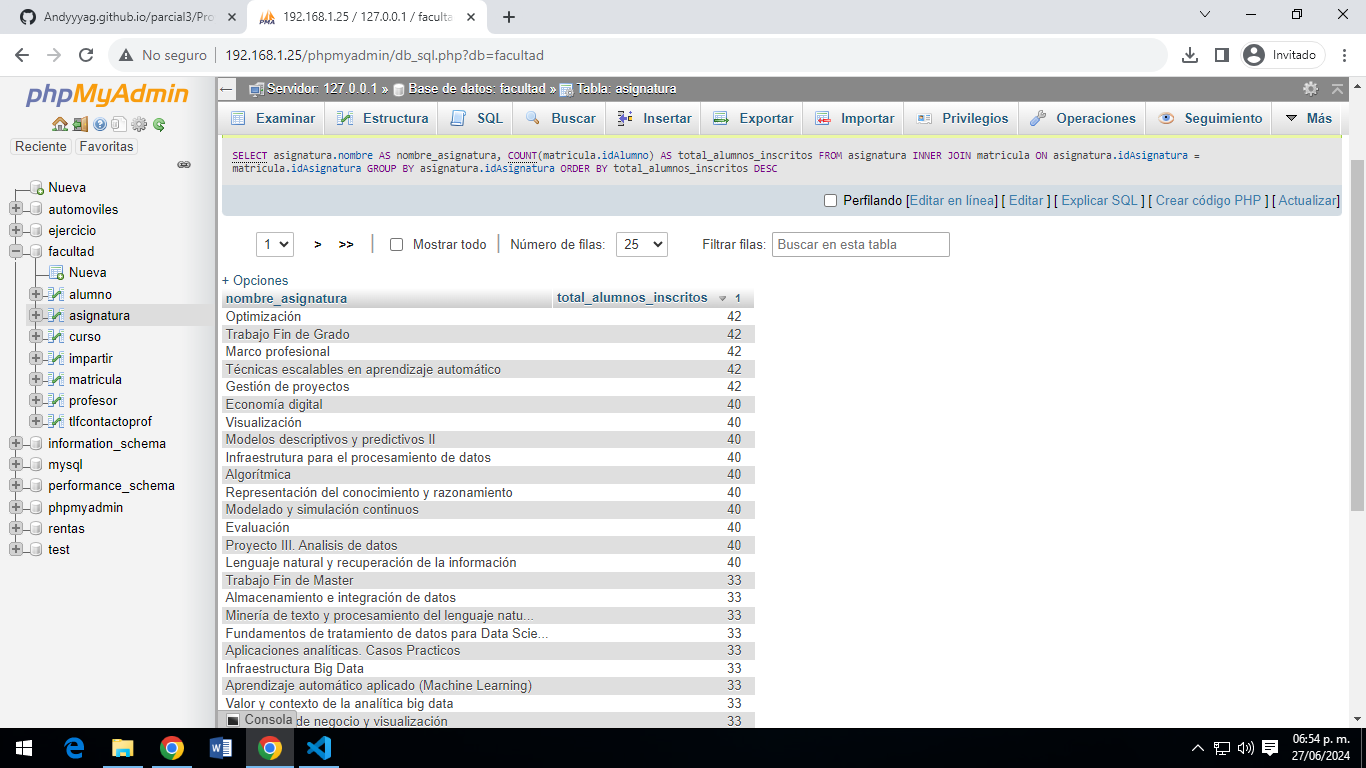 Andyyyag.github.io/parcial3/Pro
192.168.1.25 / 127.0.0.1 / faculta
No seguro
192.168.1.25/phpmyadmin/db_sql.php?db=facultad
Invitado
phpMyAdmin
Reciente Favoritas
Nueva
automoviles
ejercicio
facultad
Nueva
alumno
asignatura
curso
impartir
matricula
profesor
tlfcontactoprof
information_schema
mysql
performance_schema
phpmyadmin
rentas
test
Servidor: 127.0.0.1 » Base de datos: facultad » Tabla: asignatura
Examinar Estructura SQL Buscar Insertar Exportar Importar Privilegios Operaciones Seguimiento Más
SELECT asignatura.nombre AS nombre_asignatura, COUNT(matricula.idAlumno) AS total_alumnos_inscritos FROM asignatura INNER JOIN matricula ON asignatura.idAsignatura =
matricula.idAsignatura GROUP BY asignatura.idAsignatura ORDER BY total_alumnos_inscritos DESC
Perfilando [Editar en línea] [ Editar ] [ Explicar SQL ] [ Crear código PHP ] [ Actualizar]
1 > >> | Mostrar todo | Número de filas: 25 Filtrar filas: Buscar en esta tabla
+ Opciones
nombre_asignatura total_alumnos_inscritos 1
Optimización 42
Trabajo Fin de Grado 42
Marco profesional 42
Técnicas escalables en aprendizaje automático 42
Gestión de proyectos 42
Economía digital 40
Visualización 40
Modelos descriptivos y predictivos II 40
Infraestrutura para el procesamiento de datos 40
Algorítmica 40
Representación del conocimiento y razonamiento 40
Modelado y simulación continuos 40
Evaluación 40
Proyecto III. Analisis de datos 40
Lenguaje natural y recuperación de la información 40
Trabajo Fin de Master 33
Almacenamiento e integración de datos 33
Minería de texto y procesamiento del lenguaje natu... 33
Fundamentos de tratamiento de datos para Data Scie... 33
Aplicaciones analíticas. Casos Practicos 33
Infraestructura Big Data 33
Aprendizaje automático aplicado (Machine Learning) 33
Valor y contexto de la analítica big data 33
Consola de negocio y visualización 33
06:54 p. m.
27/06/2024